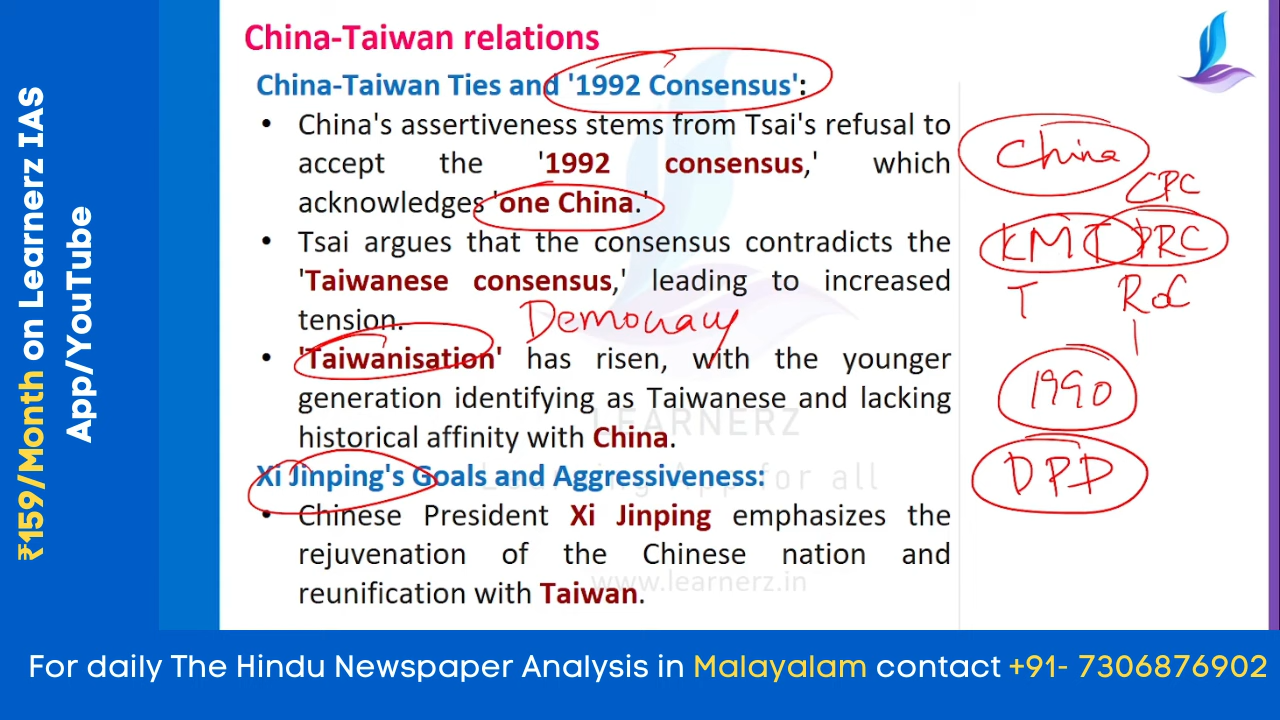 ₹159/Month on Learnerz IAS
App/YouTube
China-Taiwan relations
China-Taiwan Ties and '1992 Consensus':
• China's assertiveness stems from Tsai's refusal to
accept the '1992 consensus,' which
acknowledges 'one China.'
• Tsai argues that the consensus contradicts the
'Taiwanese consensus,' leading to increased
tension.
Democracy
• 'Taiwanisation' has risen, with the younger
generation identifying as Taiwanese and lacking
historical affinity with China.
Xi Jinping's Goals and Aggressiveness:
• Chinese President Xi Jinping emphasizes the
rejuvenation of the Chinese nation and
reunification with Taiwan.
China
CPC
KMT PRC
T ROC
1990
DPP
LEARNERZ
Learning App for all
www.learnerz.in
For daily The Hindu Newspaper Analysis in Malayalam contact +91- 7306876902